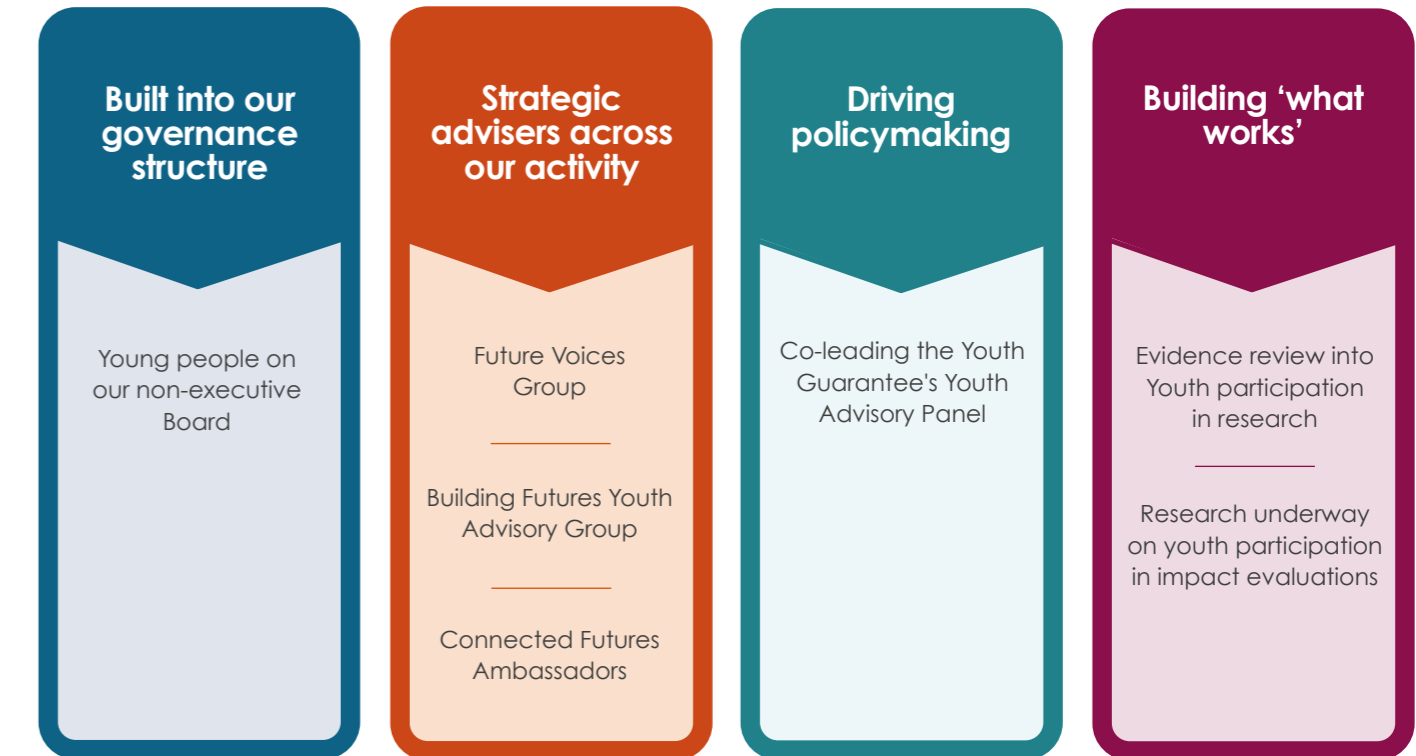 Built into our
governance
structure
Young people on
our non-executive
Board
Strategic
advisers across
our activity
Future Voices
Group
Building Futures Youth
Advisory Group
Connected Futures
Ambassadors
Driving
policymaking
Co-leading the Youth
Guarantee's Youth
Advisory Panel
Building ‘what
works’
Evidence review into
Youth participation
in research
Research underway
on youth participation
in impact evaluations